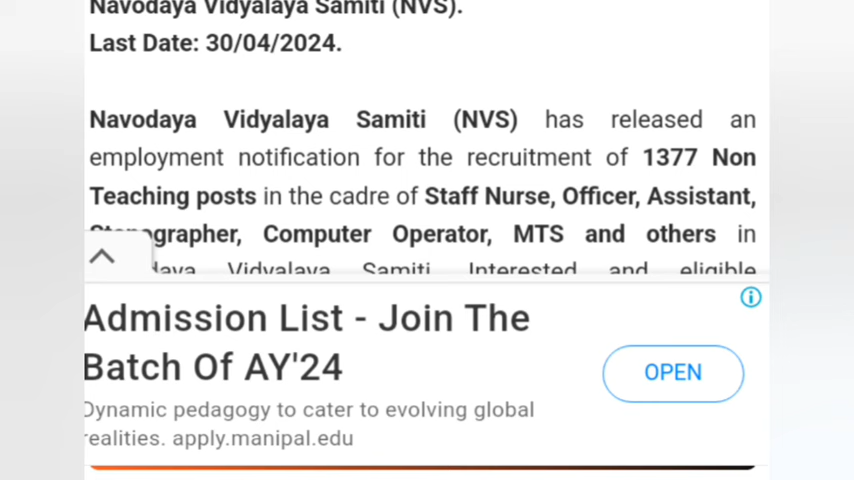 Navodaya Vidyalaya Samiti (NVS).
Last Date: 30/04/2024.
Navodaya Vidyalaya Samiti (NVS) has released an
employment notification for the recruitment of 1377 Non
Teaching posts in the cadre of Staff Nurse, Officer, Assistant,
Stenographer, Computer Operator, MTS and others in
Vidyalaya Samiti. Interested and eligible
Admission List - Join The
Batch Of AY'24
OPEN
Dynamic pedagogy to cater to evolving global
realities. apply.manipal.edu